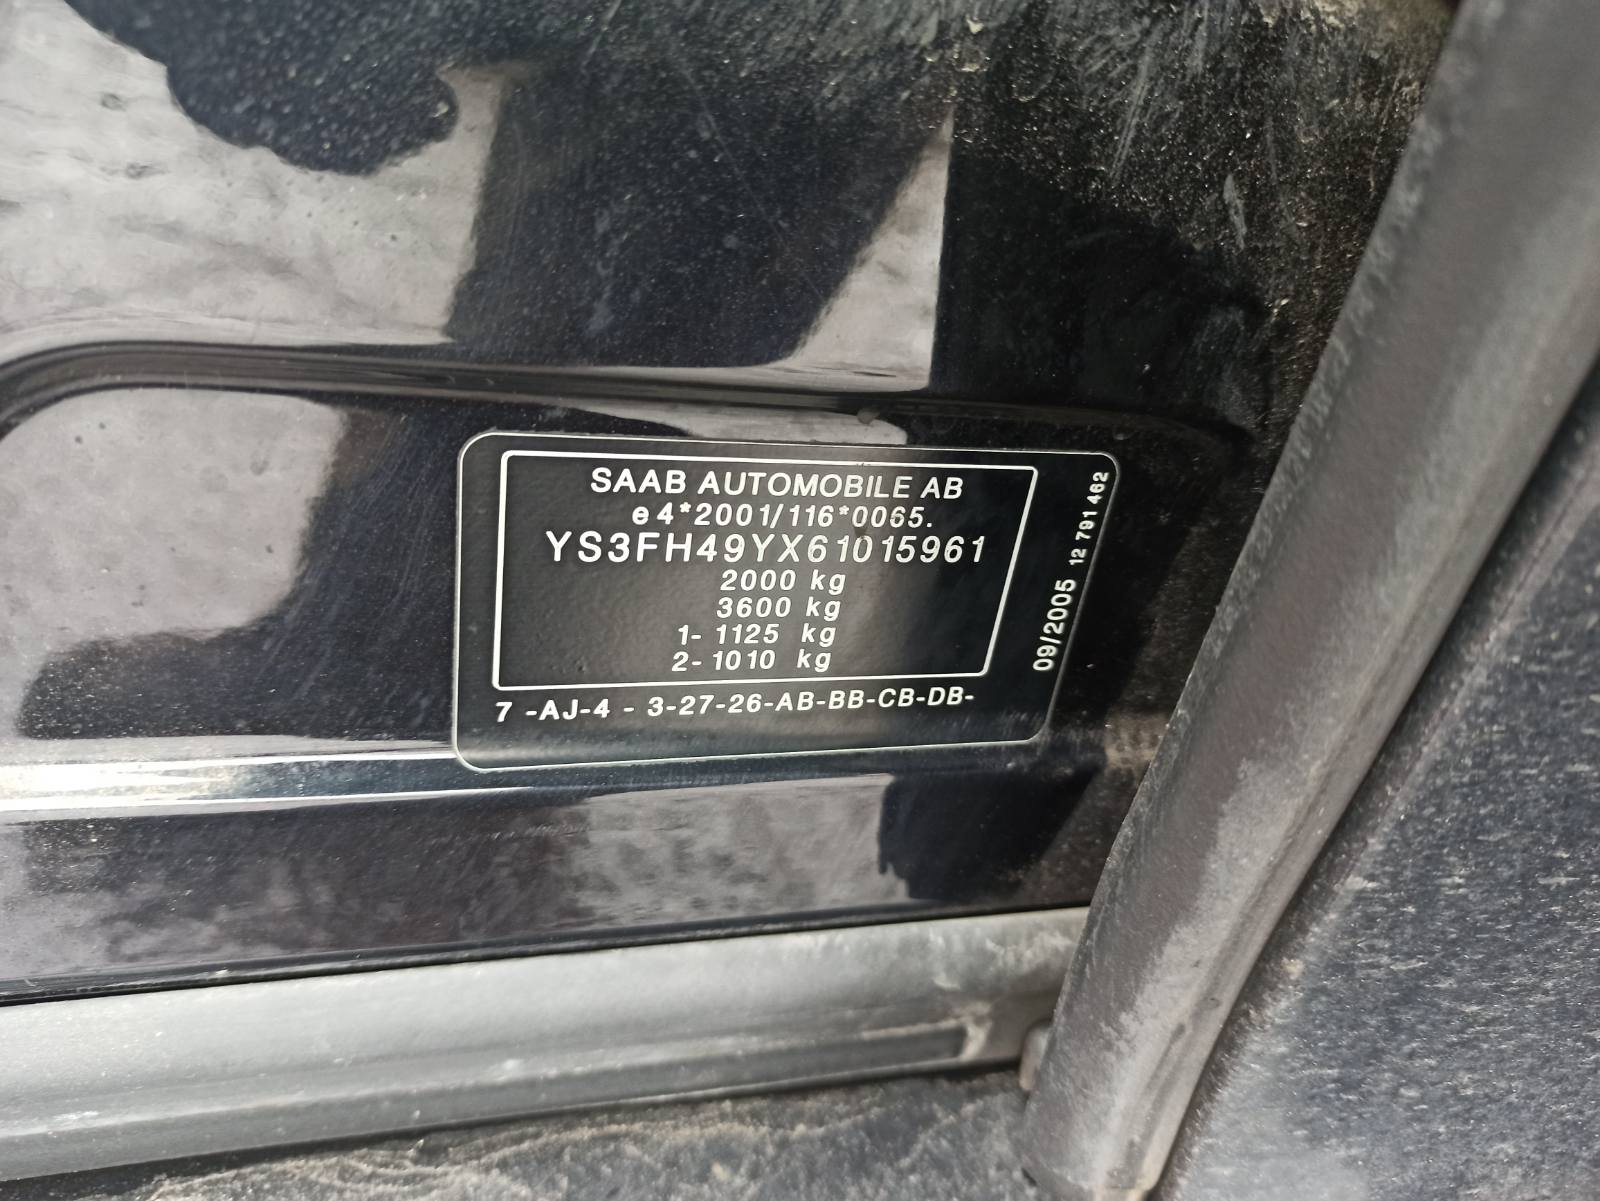 SAAB AUTOMOBILE AB
e4*2001/116*0065.
YS3FH49YX61015961
2000 kg
3600 kg
1- 1125 kg
2- 1010 kg
7 -AJ-4 - 3-27-26-AB-BB-CB-DB-
09/2005 12 791 462